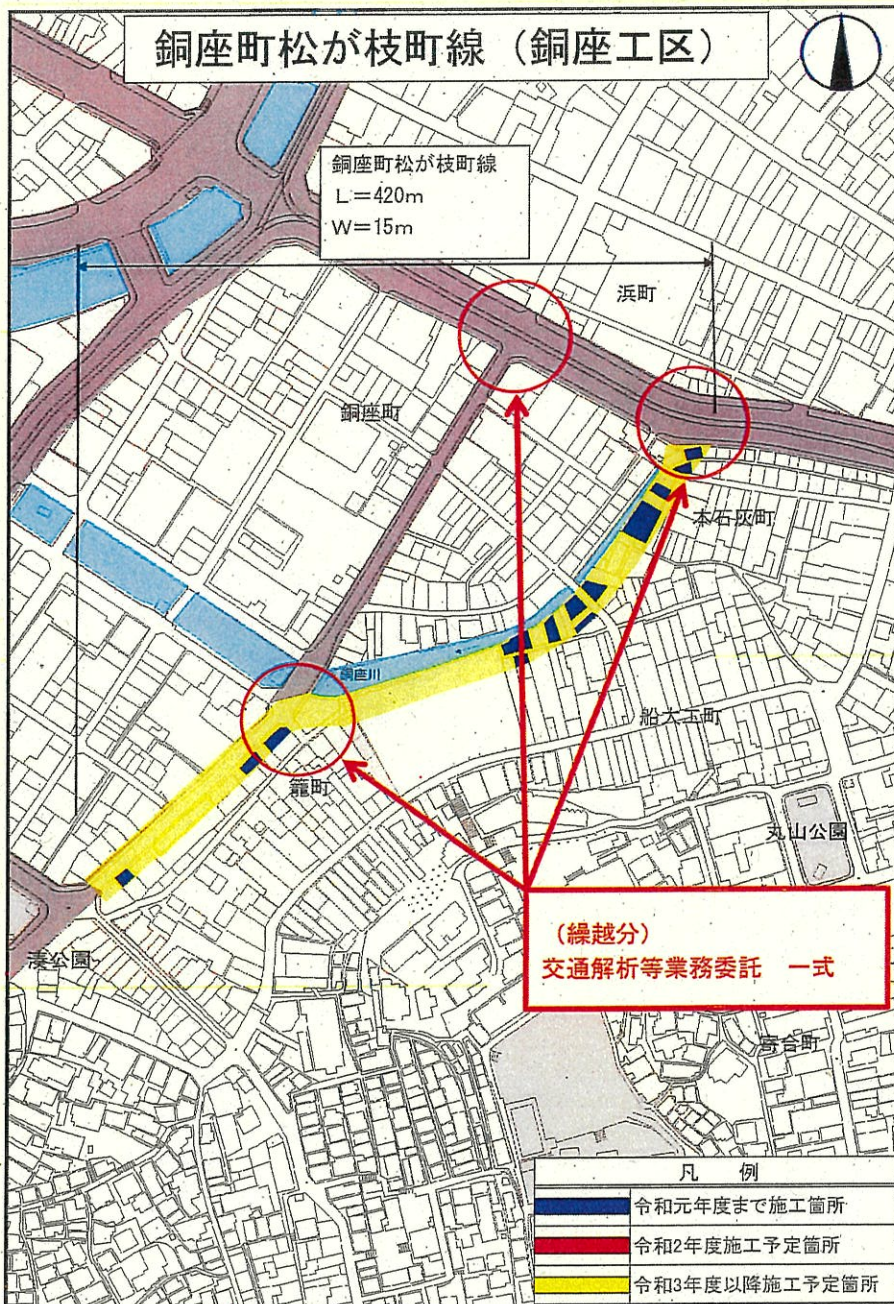 銅座町松が枝町線（銅座工区）
銅座町松が枝町線
L=420m
W=15m
浜町
銅座町
本石灰町
銅座川
船大工町
籠町
丸山公園
湊公園
（繰越分）
交通解析等業務委託　一式
寄合町
凡　例
令和元年度まで施工箇所
令和2年度施工予定箇所
令和3年度以降施工予定箇所